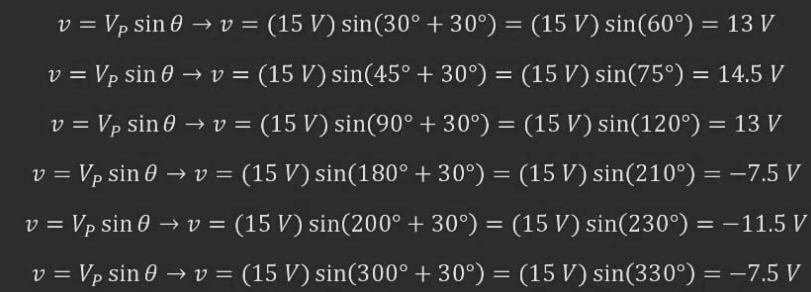 v = V_P sin θ → v = (15 V) sin(30° + 30°) = (15 V) sin(60°) = 13 V
v = V_P sin θ → v = (15 V) sin(45° + 30°) = (15 V) sin(75°) = 14.5 V
v = V_P sin θ → v = (15 V) sin(90° + 30°) = (15 V) sin(120°) = 13 V
v = V_P sin θ → v = (15 V) sin(180° + 30°) = (15 V) sin(210°) = −7.5 V
v = V_P sin θ → v = (15 V) sin(200° + 30°) = (15 V) sin(230°) = −11.5 V
v = V_P sin θ → v = (15 V) sin(300° + 30°) = (15 V) sin(330°) = −7.5 V